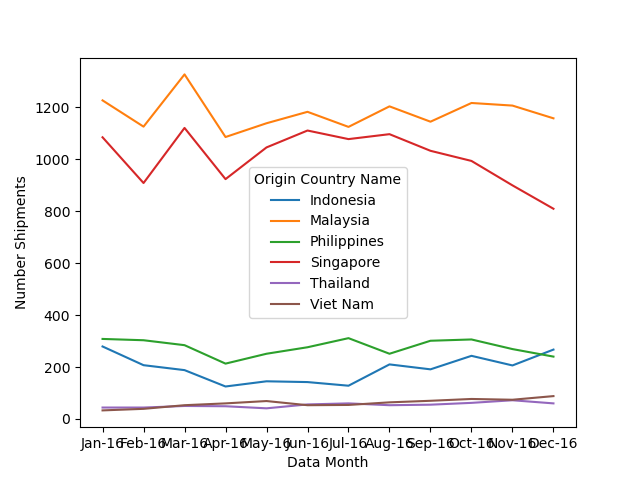 1200
1000
800
600
400
200
0
Number Shipments
Origin Country Name
Indonesia
Malaysia
Philippines
Singapore
Thailand
Viet Nam
Jan-16 Feb-16 Mar-16 Apr-16 May-16 Jun-16 Jul-16 Aug-16 Sep-16 Oct-16 Nov-16 Dec-16
Data Month